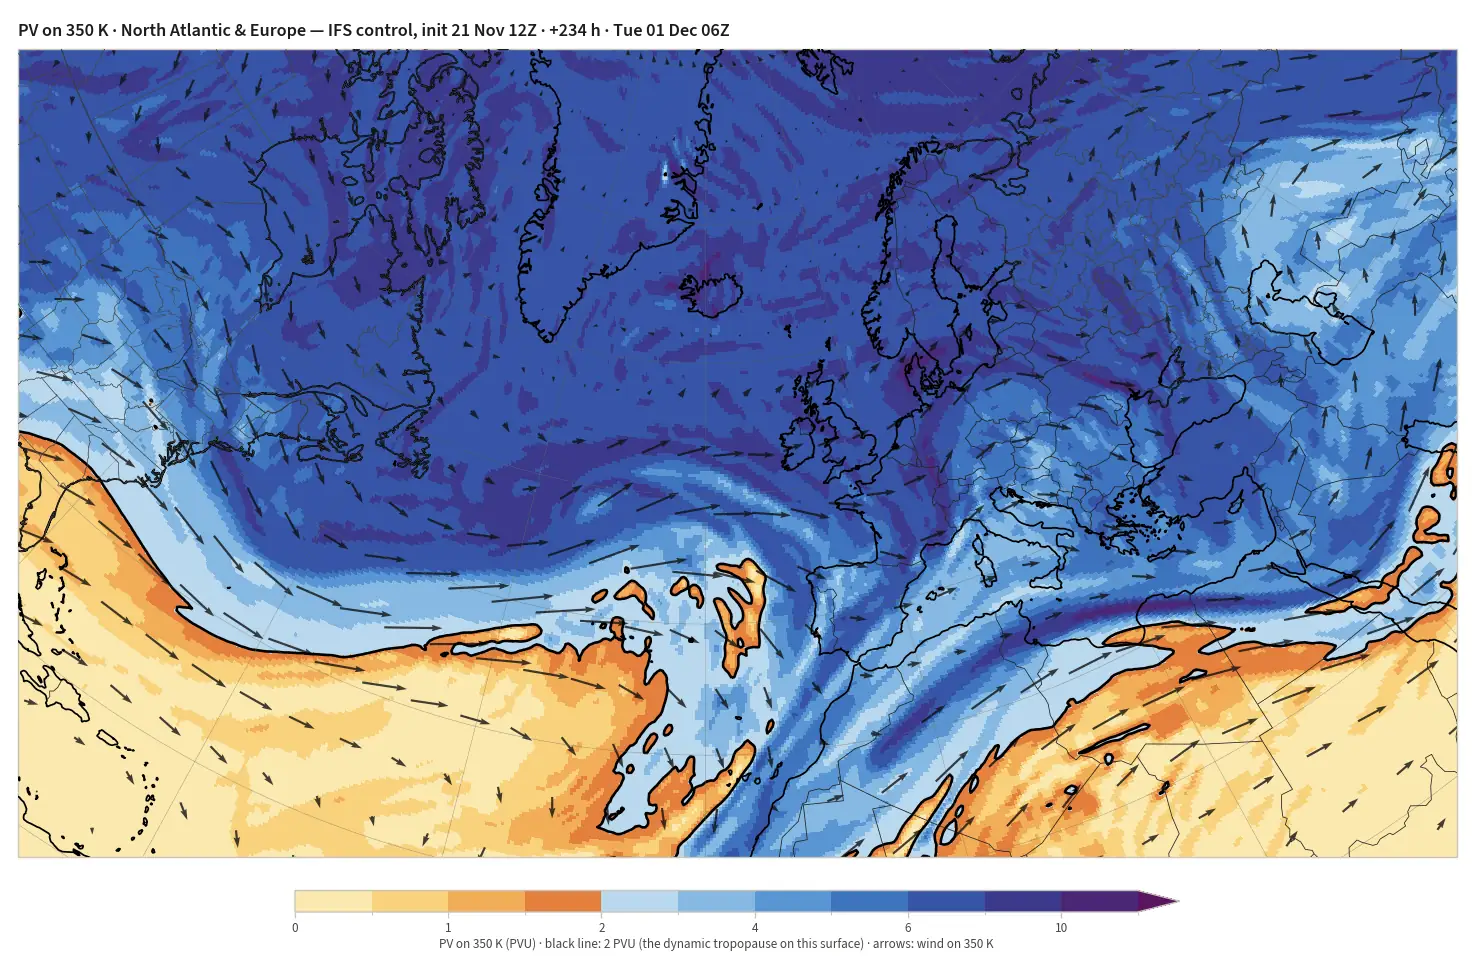 PV on 350 K · North Atlantic & Europe — IFS control, init 21 Nov 12Z · +234 h · Tue 01 Dec 06Z
0 1 2 4 6 10
PV on 350 K (PVU) · black line: 2 PVU (the dynamic tropopause on this surface) · arrows: wind on 350 K